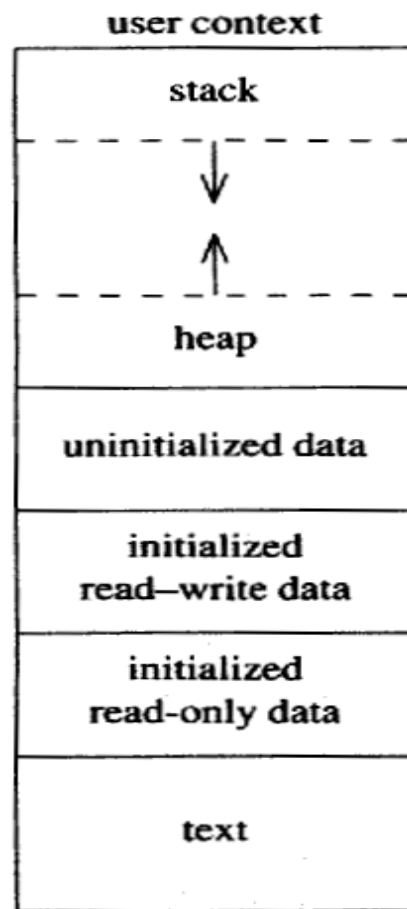 user context
stack
heap
uninitialized data
initialized
read–write data
initialized
read-only data
text